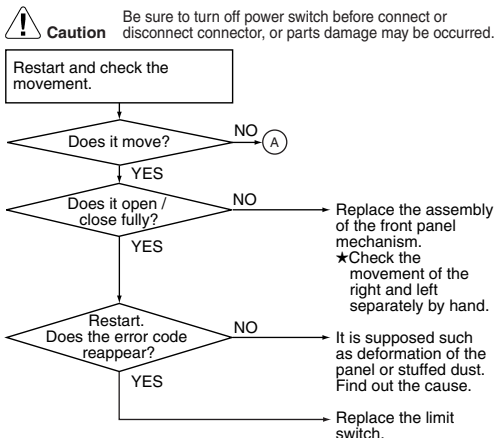 Caution
Be sure to turn off power switch before connect or
disconnect connector, or parts damage may be occurred.
Restart and check the
movement.
Does it move?
NO
A
YES
Does it open /
close fully?
NO
Replace the assembly
of the front panel
mechanism.
★Check the
movement of the
right and left
separately by hand.
YES
Restart.
Does the error code
reappear?
NO
It is supposed such
as deformation of the
panel or stuffed dust.
Find out the cause.
YES
Replace the limit
switch.